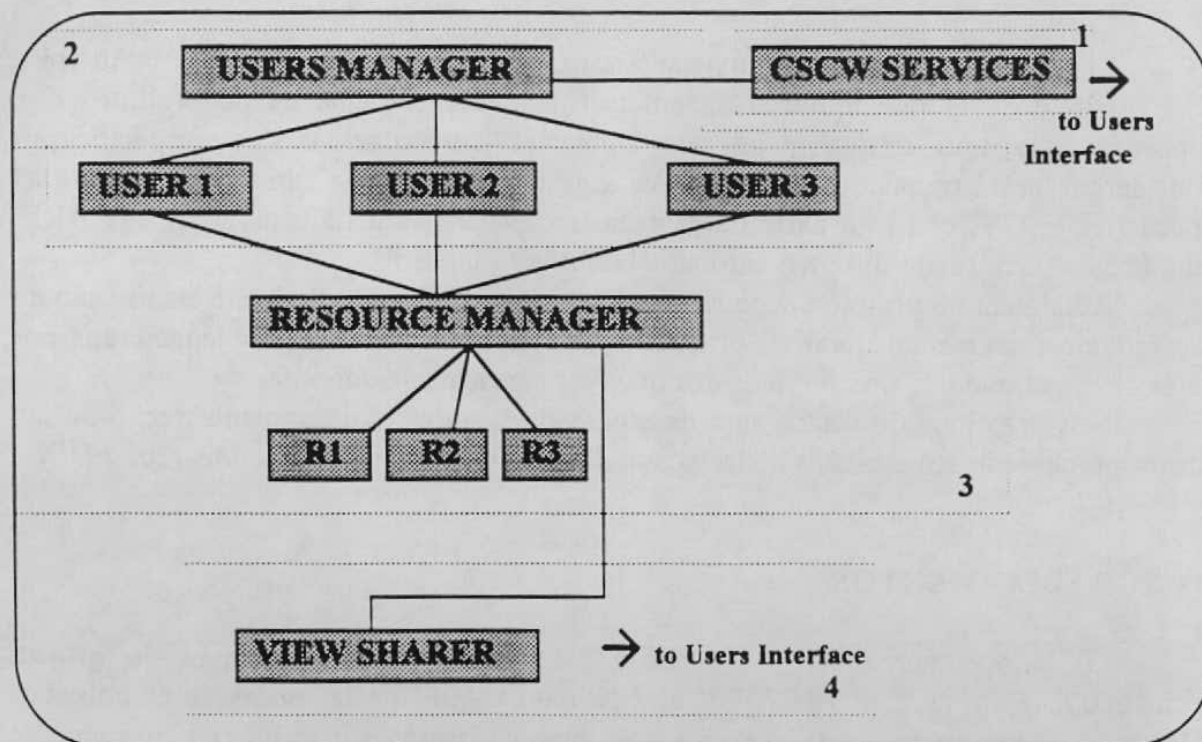 2
1
USERS MANAGER
CSCW SERVICES
to Users
Interface
USER 1
USER 2
USER 3
RESOURCE MANAGER
R1
R2
R3
3
VIEW SHARER
to Users Interface
4